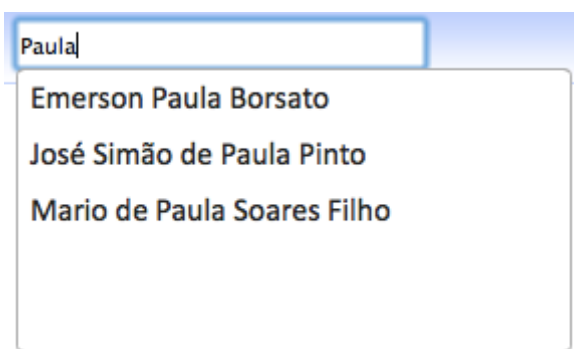 Paula
Emerson Paula Borsato
José Simão de Paula Pinto
Mario de Paula Soares Filho